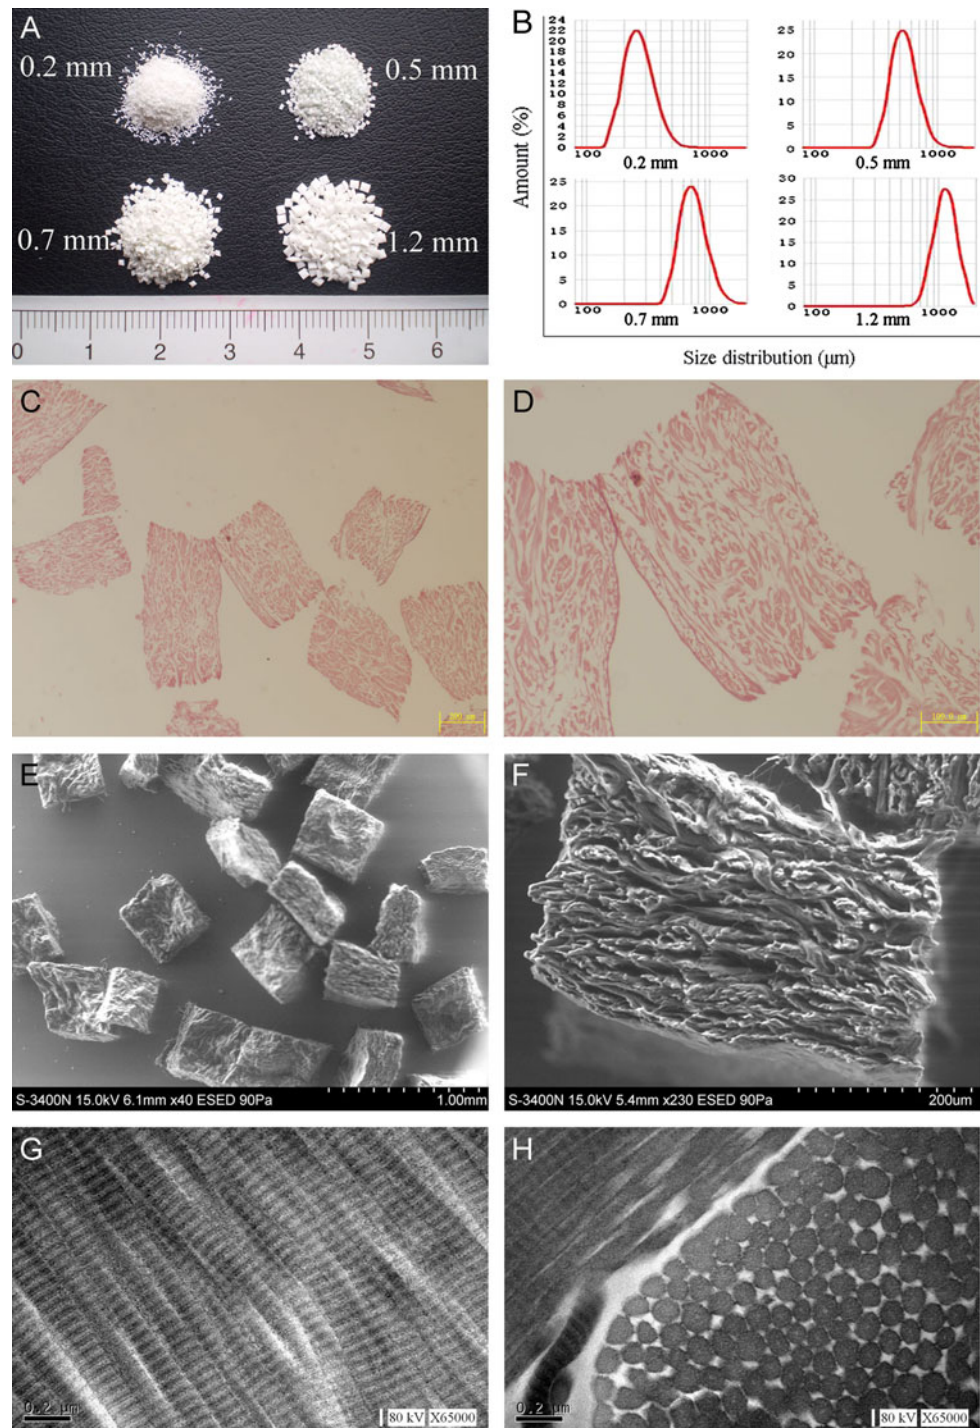 A
0.2 mm
0.5 mm
0.7 mm
1.2 mm
0 1 2 3 4 5 6
B
Amount (%)
24
22
20
18
16
14
12
10
8
6
4
2
0
100 1000
0.2 mm
25
20
15
10
5
0
100 1000
0.5 mm
25
20
15
10
5
0
100 1000
0.7 mm
30
25
20
15
10
5
0
100 1000
1.2 mm
Size distribution (μm)
C
D
E
S-3400N 15.0kV 6.1mm x40 ESED 90Pa 1.00mm
F
S-3400N 15.0kV 5.4mm x230 ESED 90Pa 200um
G
0.2 μm
80 kV X65000
H
0.2 μm
80 kV X65000